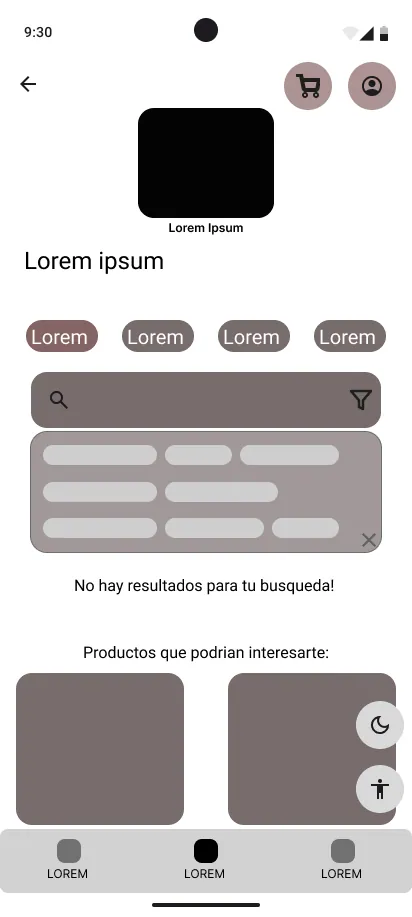 9:30
Lorem Ipsum
Lorem ipsum
Lorem Lorem Lorem Lorem
No hay resultados para tu busqueda!
Productos que podrian interesarte:
LOREM LOREM LOREM